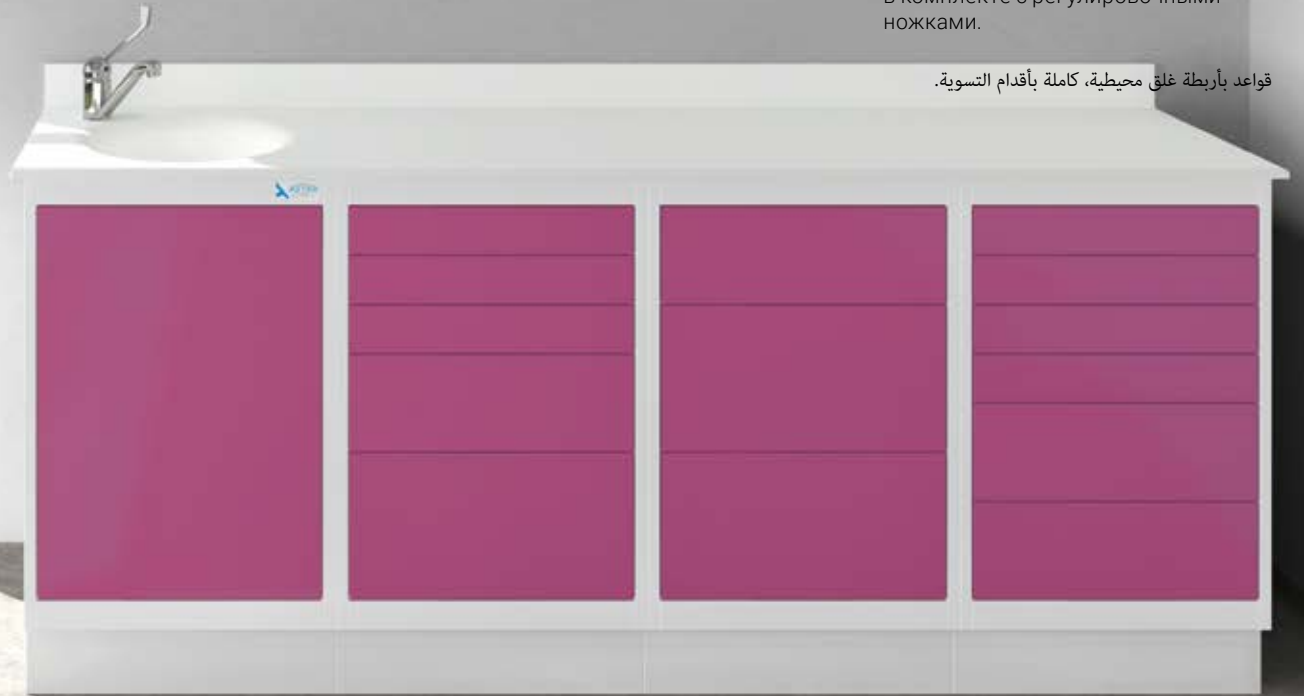 в комплекте с регулировочными
ножками.
قواعد بأربطة غلق محيطية، كاملة بأقدام التسوية.